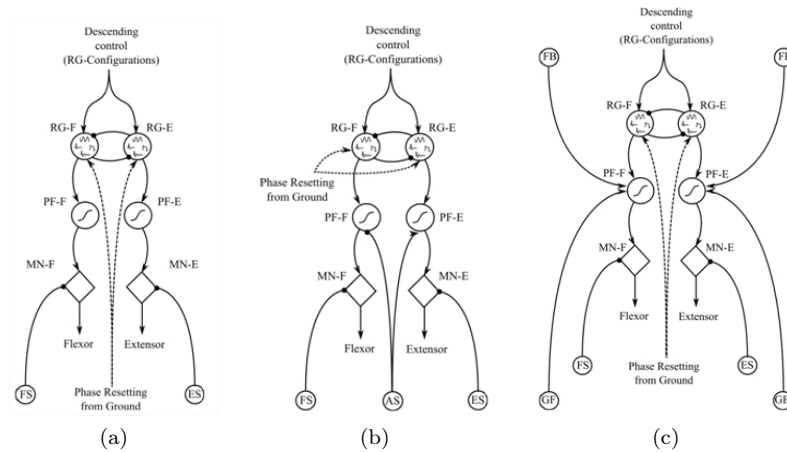 Descending
control
(RG-Configurations)
RG-F
RG-E
PF-F
PF-E
MN-F
MN-E
Flexor
Extensor
FS
Phase Resetting
from Ground
ES
(a)
Descending
control
(RG-Configurations)
RG-F
RG-E
Phase Resetting
from Ground
PF-F
PF-E
MN-F
MN-E
Flexor
Extensor
FS
AS
ES
(b)
Descending
control
(RG-Configurations)
FB
RG-F
RG-E
PF-F
PF-E
MN-F
MN-E
Flexor
Extensor
FS
Phase Resetting
from Ground
ES
GF
(c)